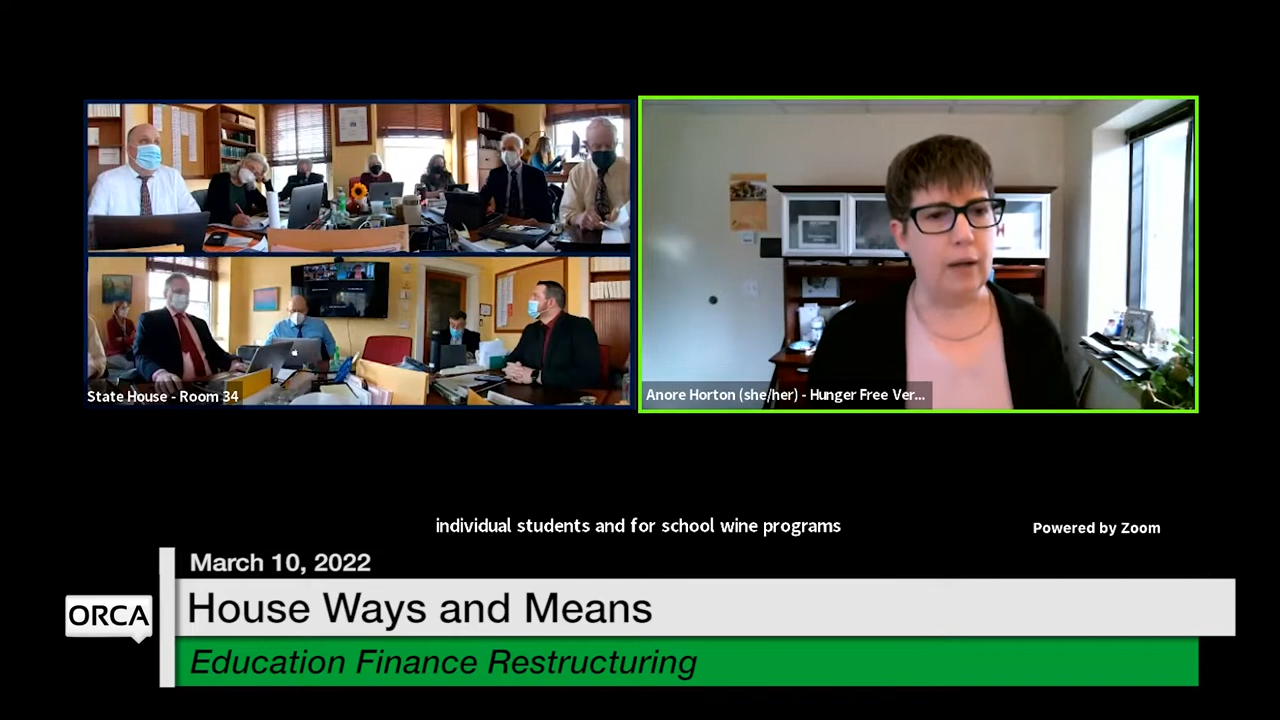 State House - Room 34
Anore Horton (she/her) - Hunger Free Ver...
individual students and for school wine programs
Powered by Zoom
March 10, 2022
ORCA
House Ways and Means
Education Finance Restructuring